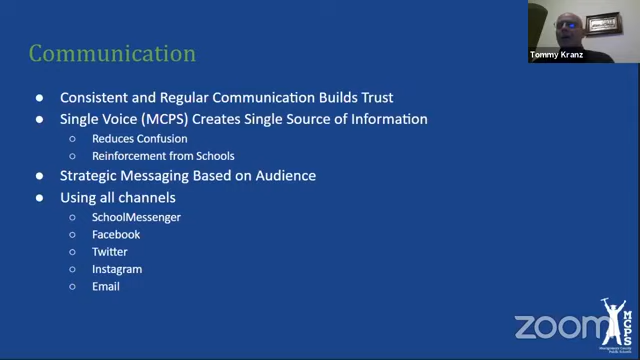 Communication
Tommy Kranz
Consistent and Regular Communication Builds Trust
Single Voice (MCPS) Creates Single Source of Information
Reduces Confusion
Reinforcement from Schools
Strategic Messaging Based on Audience
Using all channels
SchoolMessenger
Facebook
Twitter
Instagram
Email
zoom
MCPS